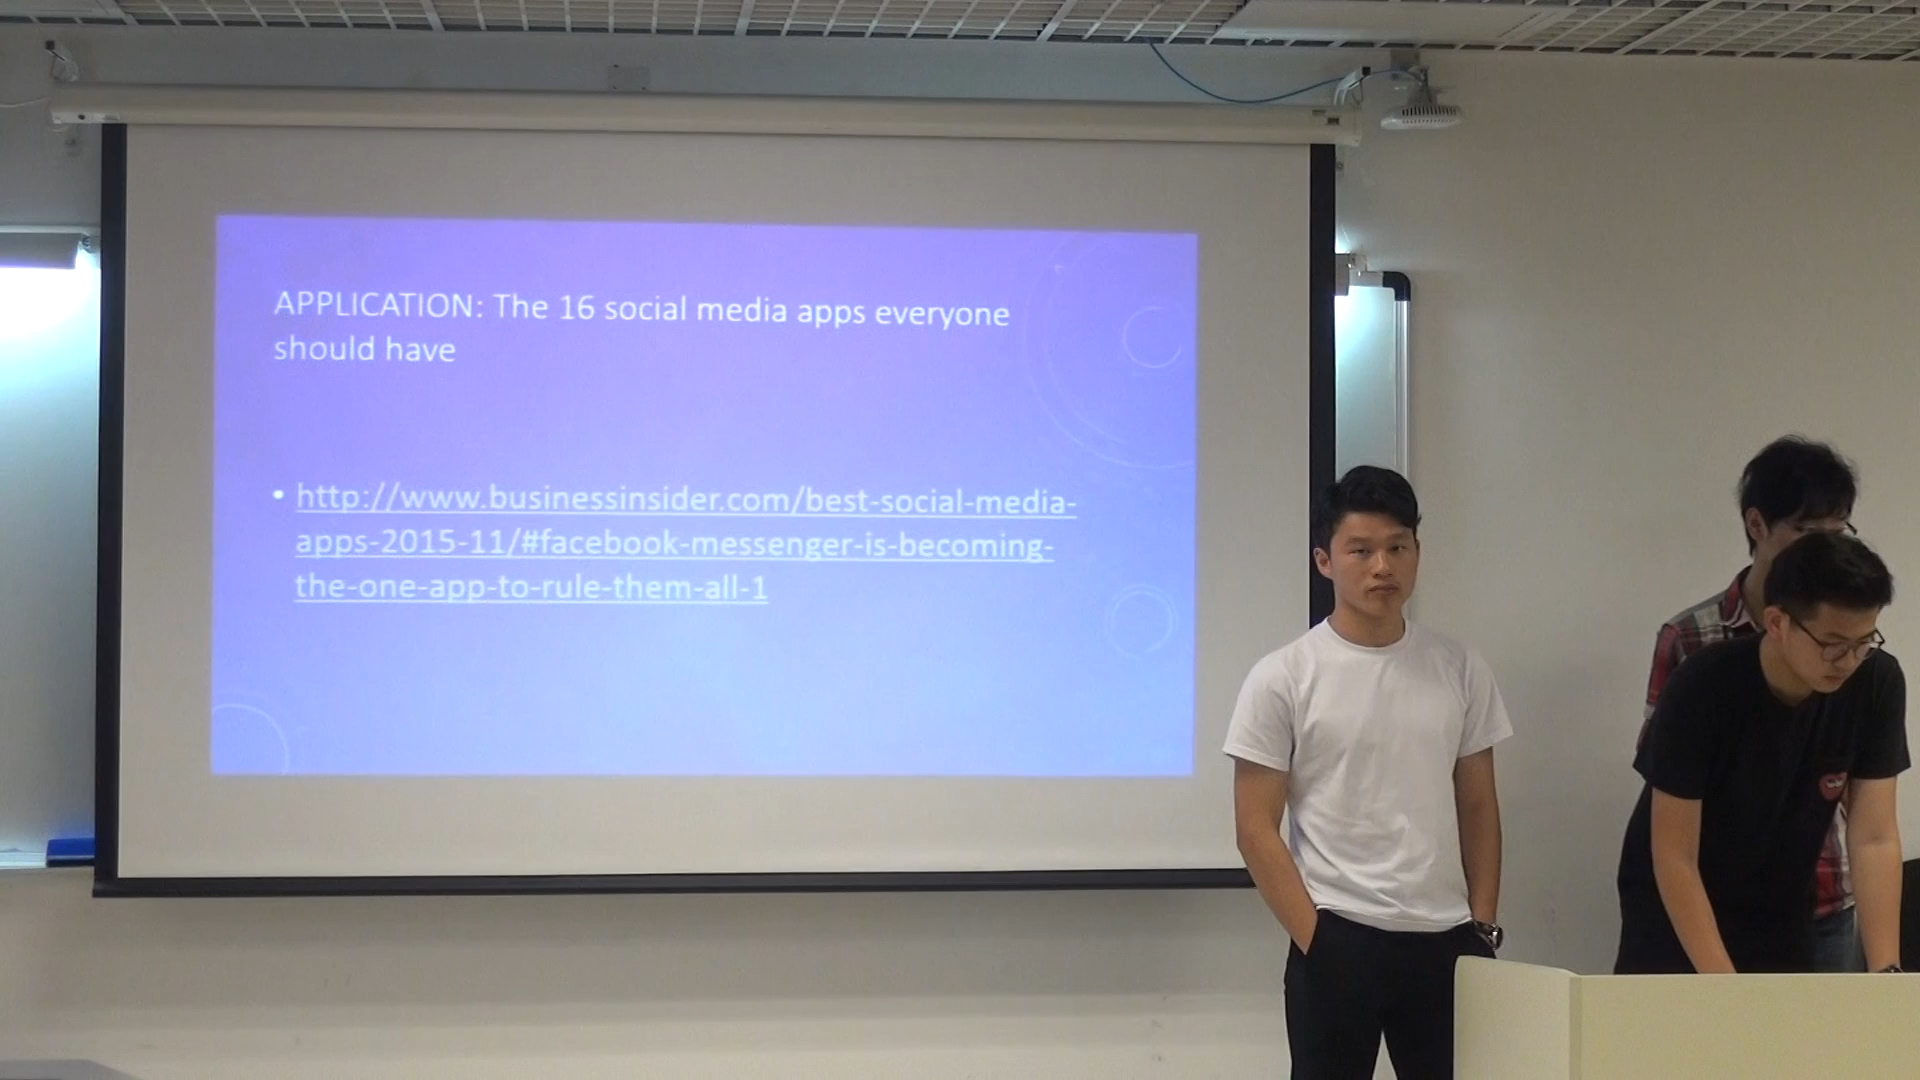 APPLICATION: The 16 social media apps everyone
should have
• http://www.businessinsider.com/best-social-media-
apps-2015-11/#facebook-messenger-is-becoming-
the-one-app-to-rule-them-all-1